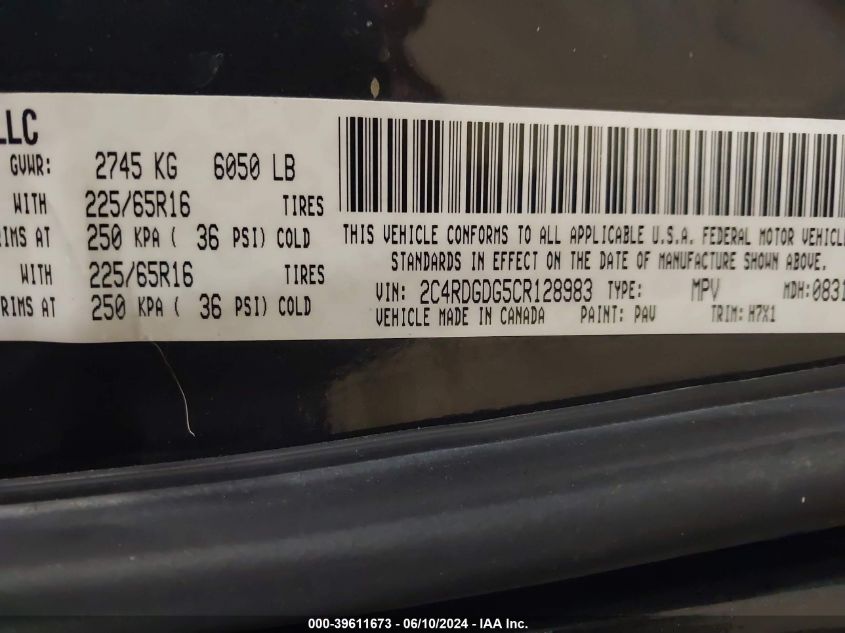 LLC
GVWR: 2745 KG 6050 LB
WITH 225/65R16 TIRES
RIMS AT 250 KPA ( 36 PSI) COLD
WITH 225/65R16 TIRES
RIMS AT 250 KPA ( 36 PSI) COLD
THIS VEHICLE CONFORMS TO ALL APPLICABLE U.S.A. FEDERAL MOTOR VEHICLE
STANDARDS IN EFFECT ON THE DATE OF MANUFACTURE SHOWN ABOVE.
VIN: 2C4RDGDG5CR128983 TYPE: MPV MDH: 0831
VEHICLE MADE IN CANADA PAINT: PAV TRIM: H7X1
000-39611673 - 06/10/2024 - IAA Inc.